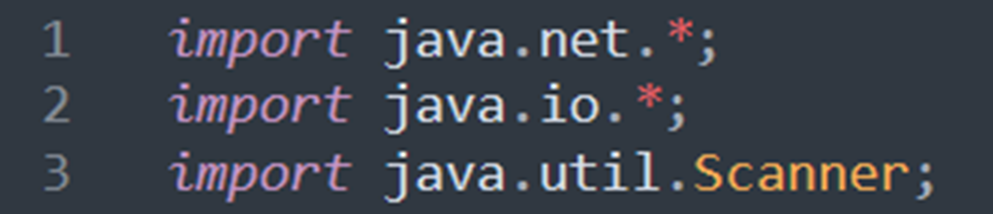 1 import java.net.*;
2 import java.io.*;
3 import java.util.Scanner;